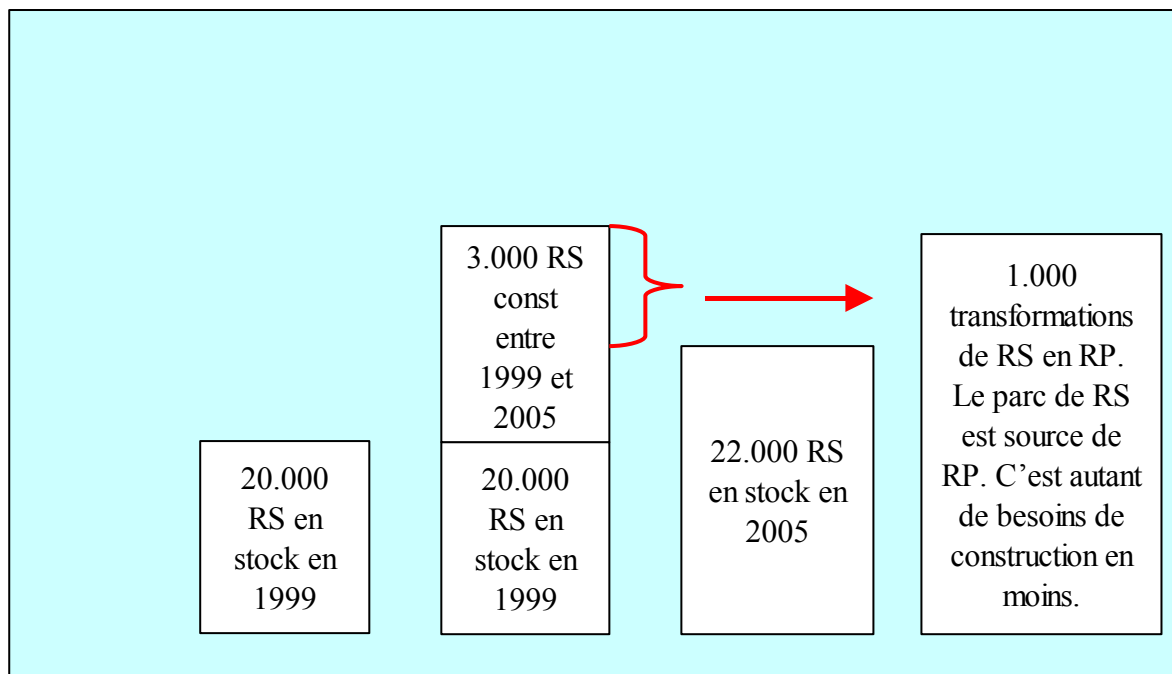 20.000
RS en
stock en
1999
3.000 RS
const
entre
1999 et
2005
20.000
RS en
stock en
1999
22.000 RS
en stock en
2005
1.000
transformations
de RS en RP.
Le parc de RS
est source de
RP. C’est autant
de besoins de
construction en
moins.